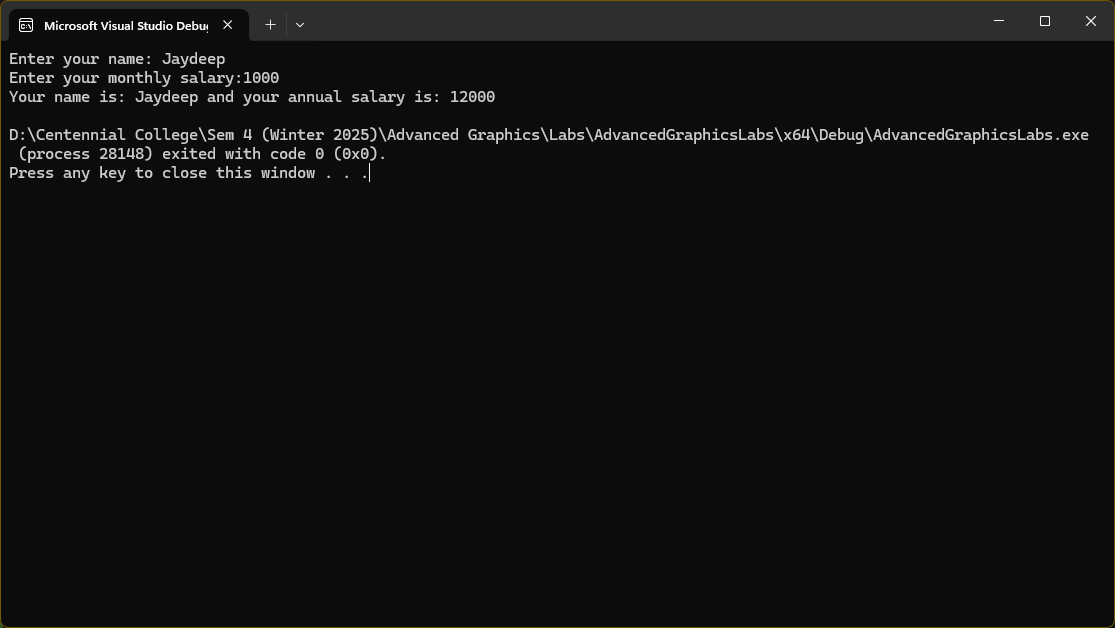 Microsoft Visual Studio Debug
Enter your name: Jaydeep
Enter your monthly salary:1000
Your name is: Jaydeep and your annual salary is: 12000
D:\Centennial College\Sem 4 (Winter 2025)\Advanced Graphics\Labs\AdvancedGraphicsLabs\x64\Debug\AdvancedGraphicsLabs.exe
(process 28148) exited with code 0 (0x0).
Press any key to close this window . . .